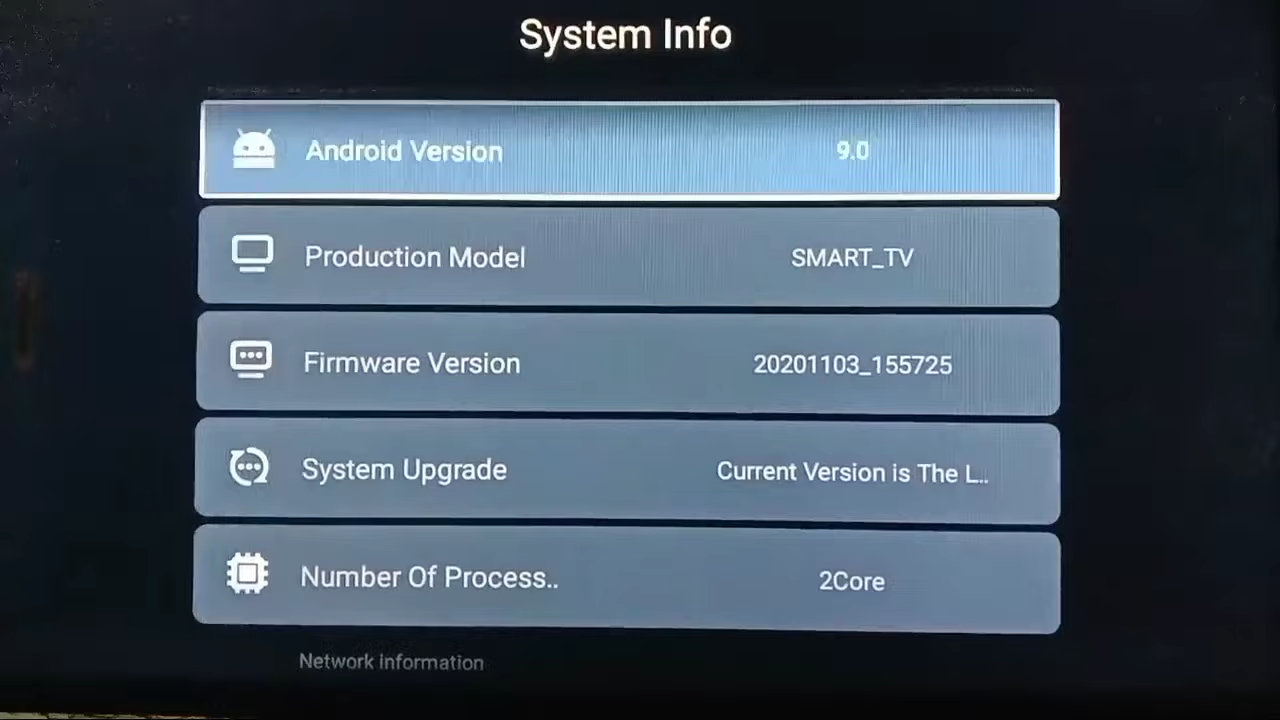 System Info
Android Version 9.0
Production Model SMART_TV
Firmware Version 20201103_155725
System Upgrade Current Version is The L..
Number Of Process.. 2Core
Network information